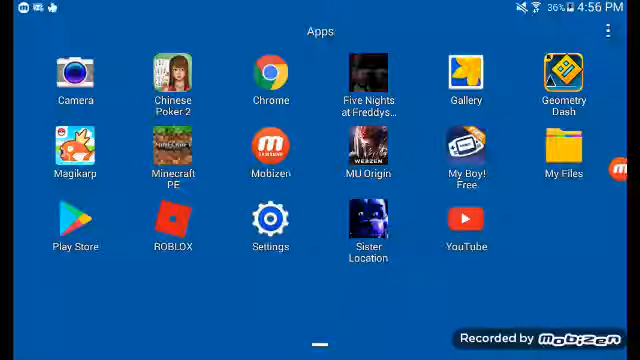 36% 4:56 PM
Apps
Camera
Chinese
Poker 2
Chrome
Five Nights
at Freddys...
Gallery
Geometry
Dash
Magikarp
Minecraft
PE
Mobizen
MU Origin
My Boy!
Free
My Files
Play Store
ROBLOX
Settings
Sister
Location
YouTube
Recorded by Mobizen